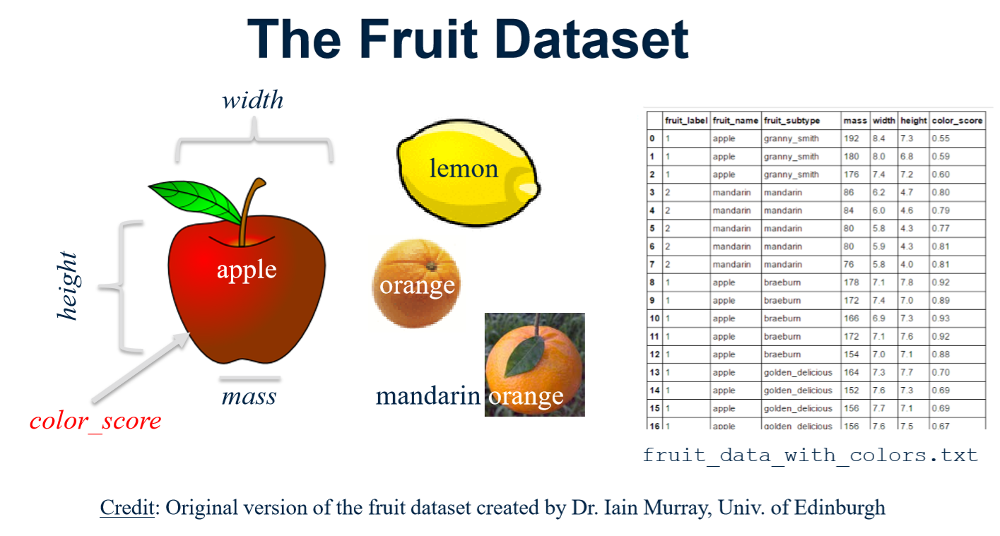 The Fruit Dataset
width
height
apple
mass
color_score
lemon
orange
mandarin orange
fruit_label fruit_name fruit_subtype mass width height color_score
0 1 apple granny_smith 192 8.4 7.3 0.55
1 1 apple granny_smith 180 8.0 6.8 0.59
2 1 apple granny_smith 176 7.4 7.2 0.60
3 2 mandarin mandarin 86 6.2 4.7 0.80
4 2 mandarin mandarin 84 6.0 4.6 0.79
5 2 mandarin mandarin 80 5.8 4.3 0.77
6 2 mandarin mandarin 80 5.9 4.3 0.81
7 2 mandarin mandarin 76 5.8 4.0 0.81
8 1 apple braeburn 178 7.1 7.8 0.92
9 1 apple braeburn 172 7.4 7.0 0.89
10 1 apple braeburn 166 6.9 7.3 0.93
11 1 apple braeburn 172 7.1 7.6 0.92
12 1 apple braeburn 154 7.0 7.1 0.88
13 1 apple golden_delicious 164 7.3 7.7 0.70
14 1 apple golden_delicious 152 7.6 7.3 0.69
15 1 apple golden_delicious 156 7.7 7.1 0.69
16 1 apple golden_delicious 156 7.6 7.5 0.67
fruit_data_with_colors.txt
Credit: Original version of the fruit dataset created by Dr. Iain Murray, Univ. of Edinburgh